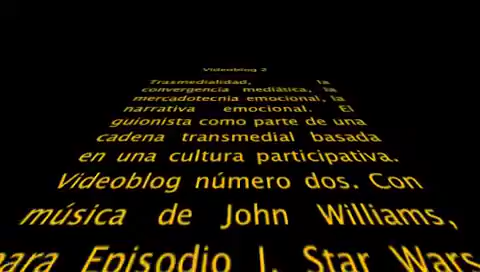 Videoblog 2
Trasmedialidad, la
convergencia mediática, la
mercadotecnia emocional, la
narrativa emocional. El
guionista como parte de una
cadena transmedial basada
en una cultura participativa.
Videoblog número dos. Con
música de John Williams,
para Episodio I. Star Wars